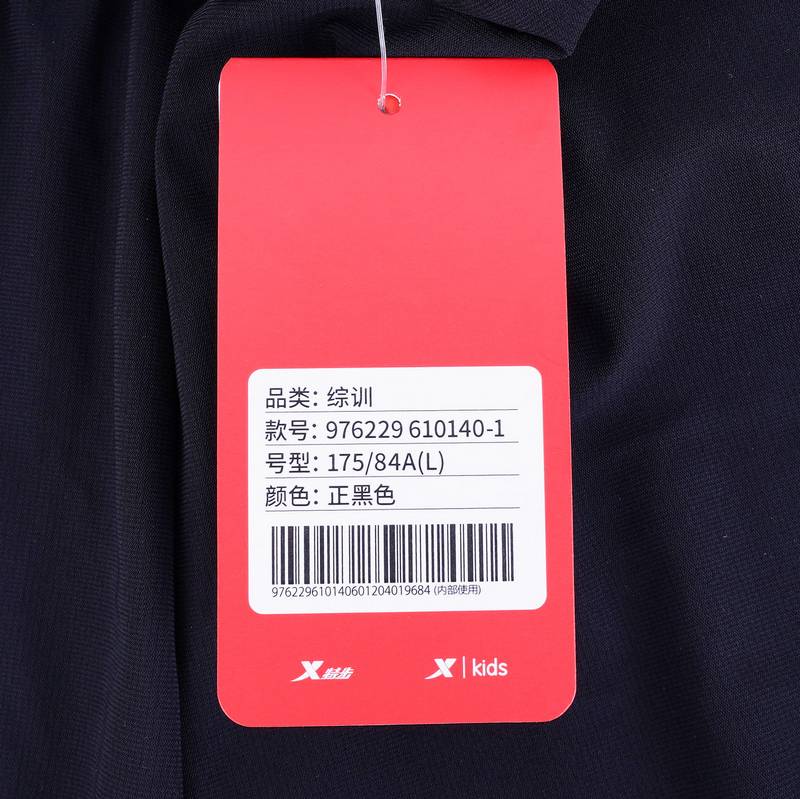 品类：综训
款号：976229 610140-1
号型：175/84A(L)
颜色：正黑色
976229610140601204019684 (内部使用)
X 特步
X | kids